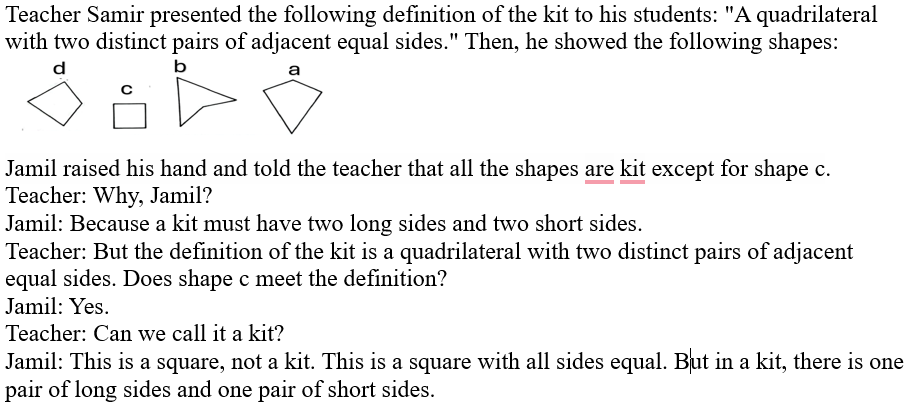 Teacher Samir presented the following definition of the kit to his students: "A quadrilateral
with two distinct pairs of adjacent equal sides." Then, he showed the following shapes:
d c b a
Jamil raised his hand and told the teacher that all the shapes are kit except for shape c.
Teacher: Why, Jamil?
Jamil: Because a kit must have two long sides and two short sides.
Teacher: But the definition of the kit is a quadrilateral with two distinct pairs of adjacent
equal sides. Does shape c meet the definition?
Jamil: Yes.
Teacher: Can we call it a kit?
Jamil: This is a square, not a kit. This is a square with all sides equal. But in a kit, there is one
pair of long sides and one pair of short sides.